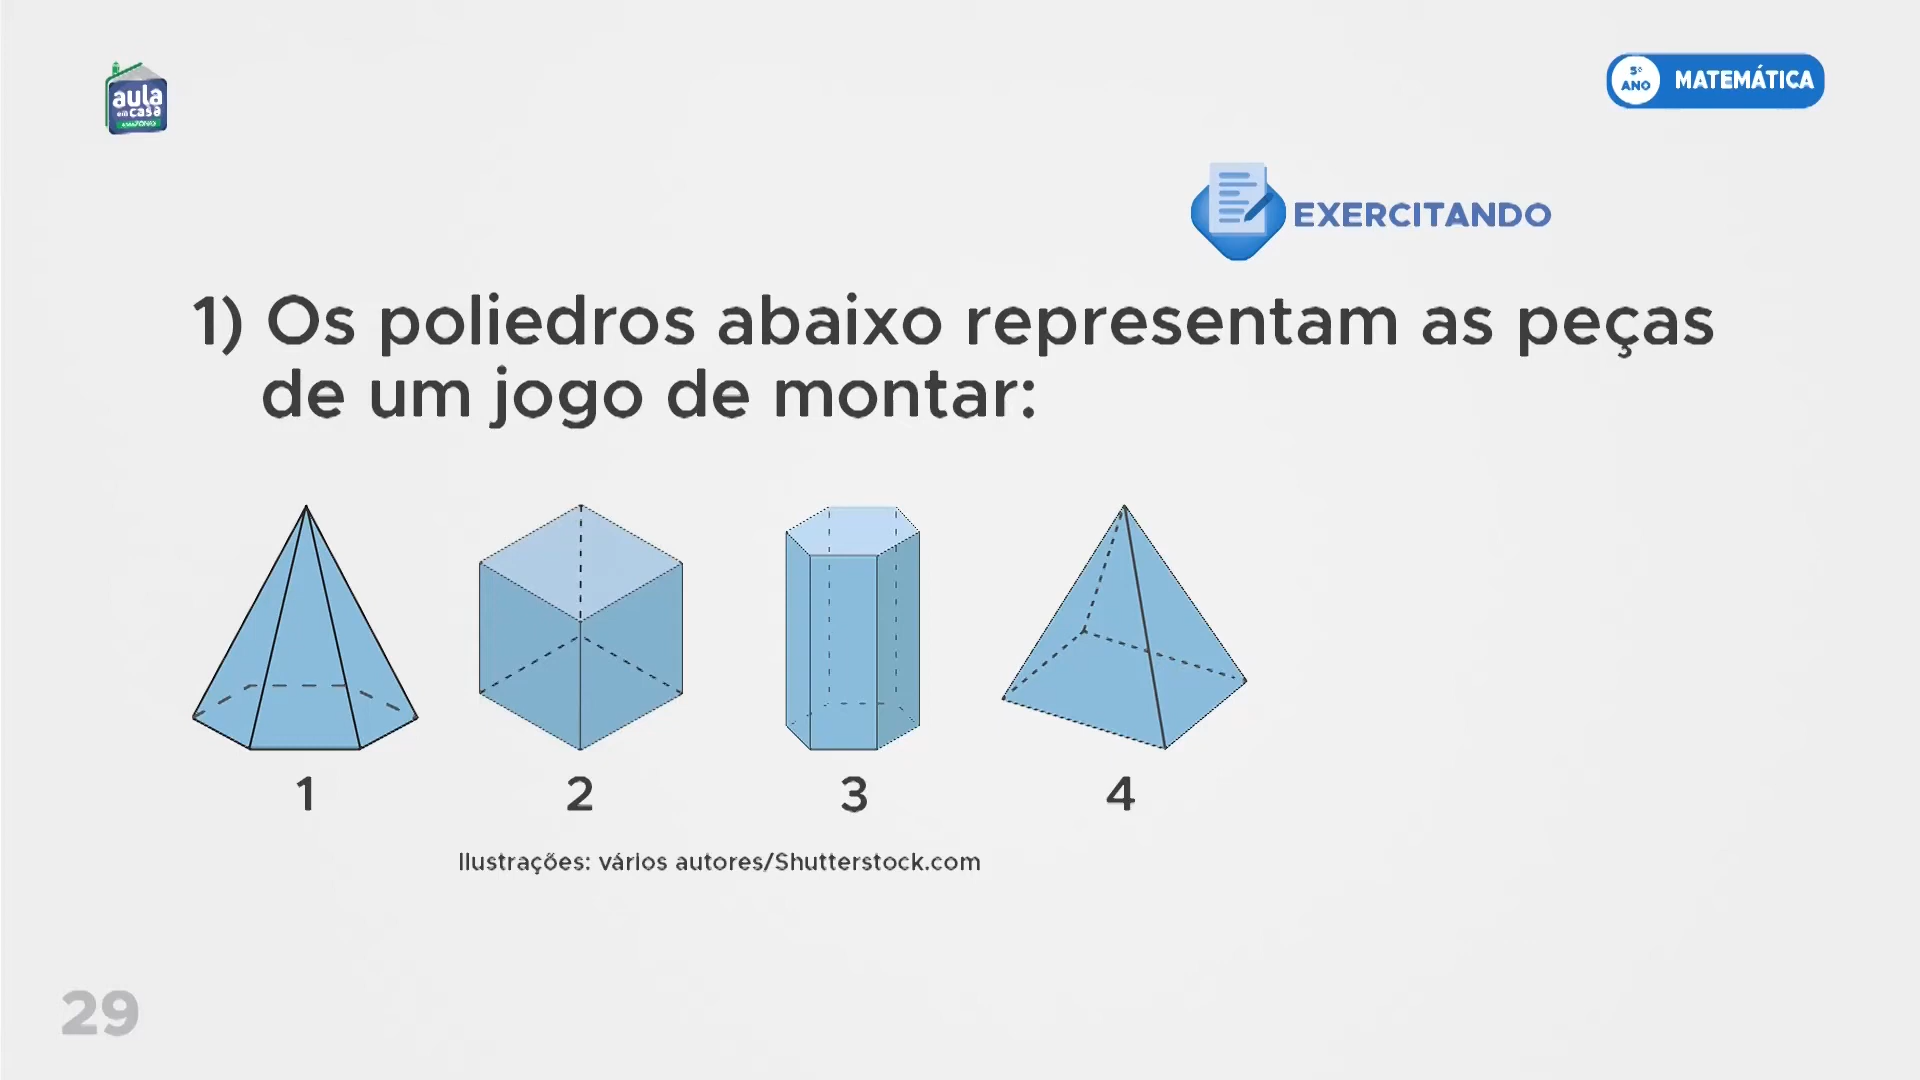 aula
em casa
5º
ANO
MATEMÁTICA
EXERCITANDO
1) Os poliedros abaixo representam as peças
de um jogo de montar:
1
2
3
4
Ilustrações: vários autores/Shutterstock.com
29